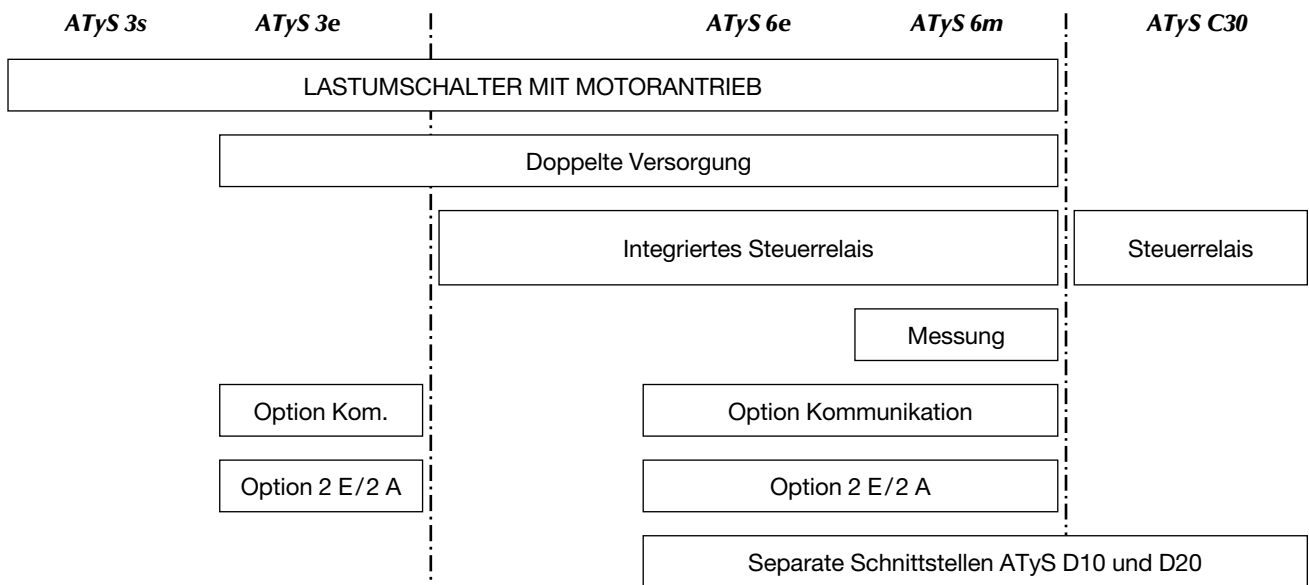 ATyS 3s ATyS 3e ATyS 6e ATyS 6m ATyS C30
LASTUMSCHALTER MIT MOTORANTRIEB
Doppelte Versorgung
Integriertes Steuerrelais Steuerrelais
Messung
Option Kom. Option Kommunikation
Option 2 E/2 A Option 2 E/2 A
Separate Schnittstellen ATyS D10 und D20